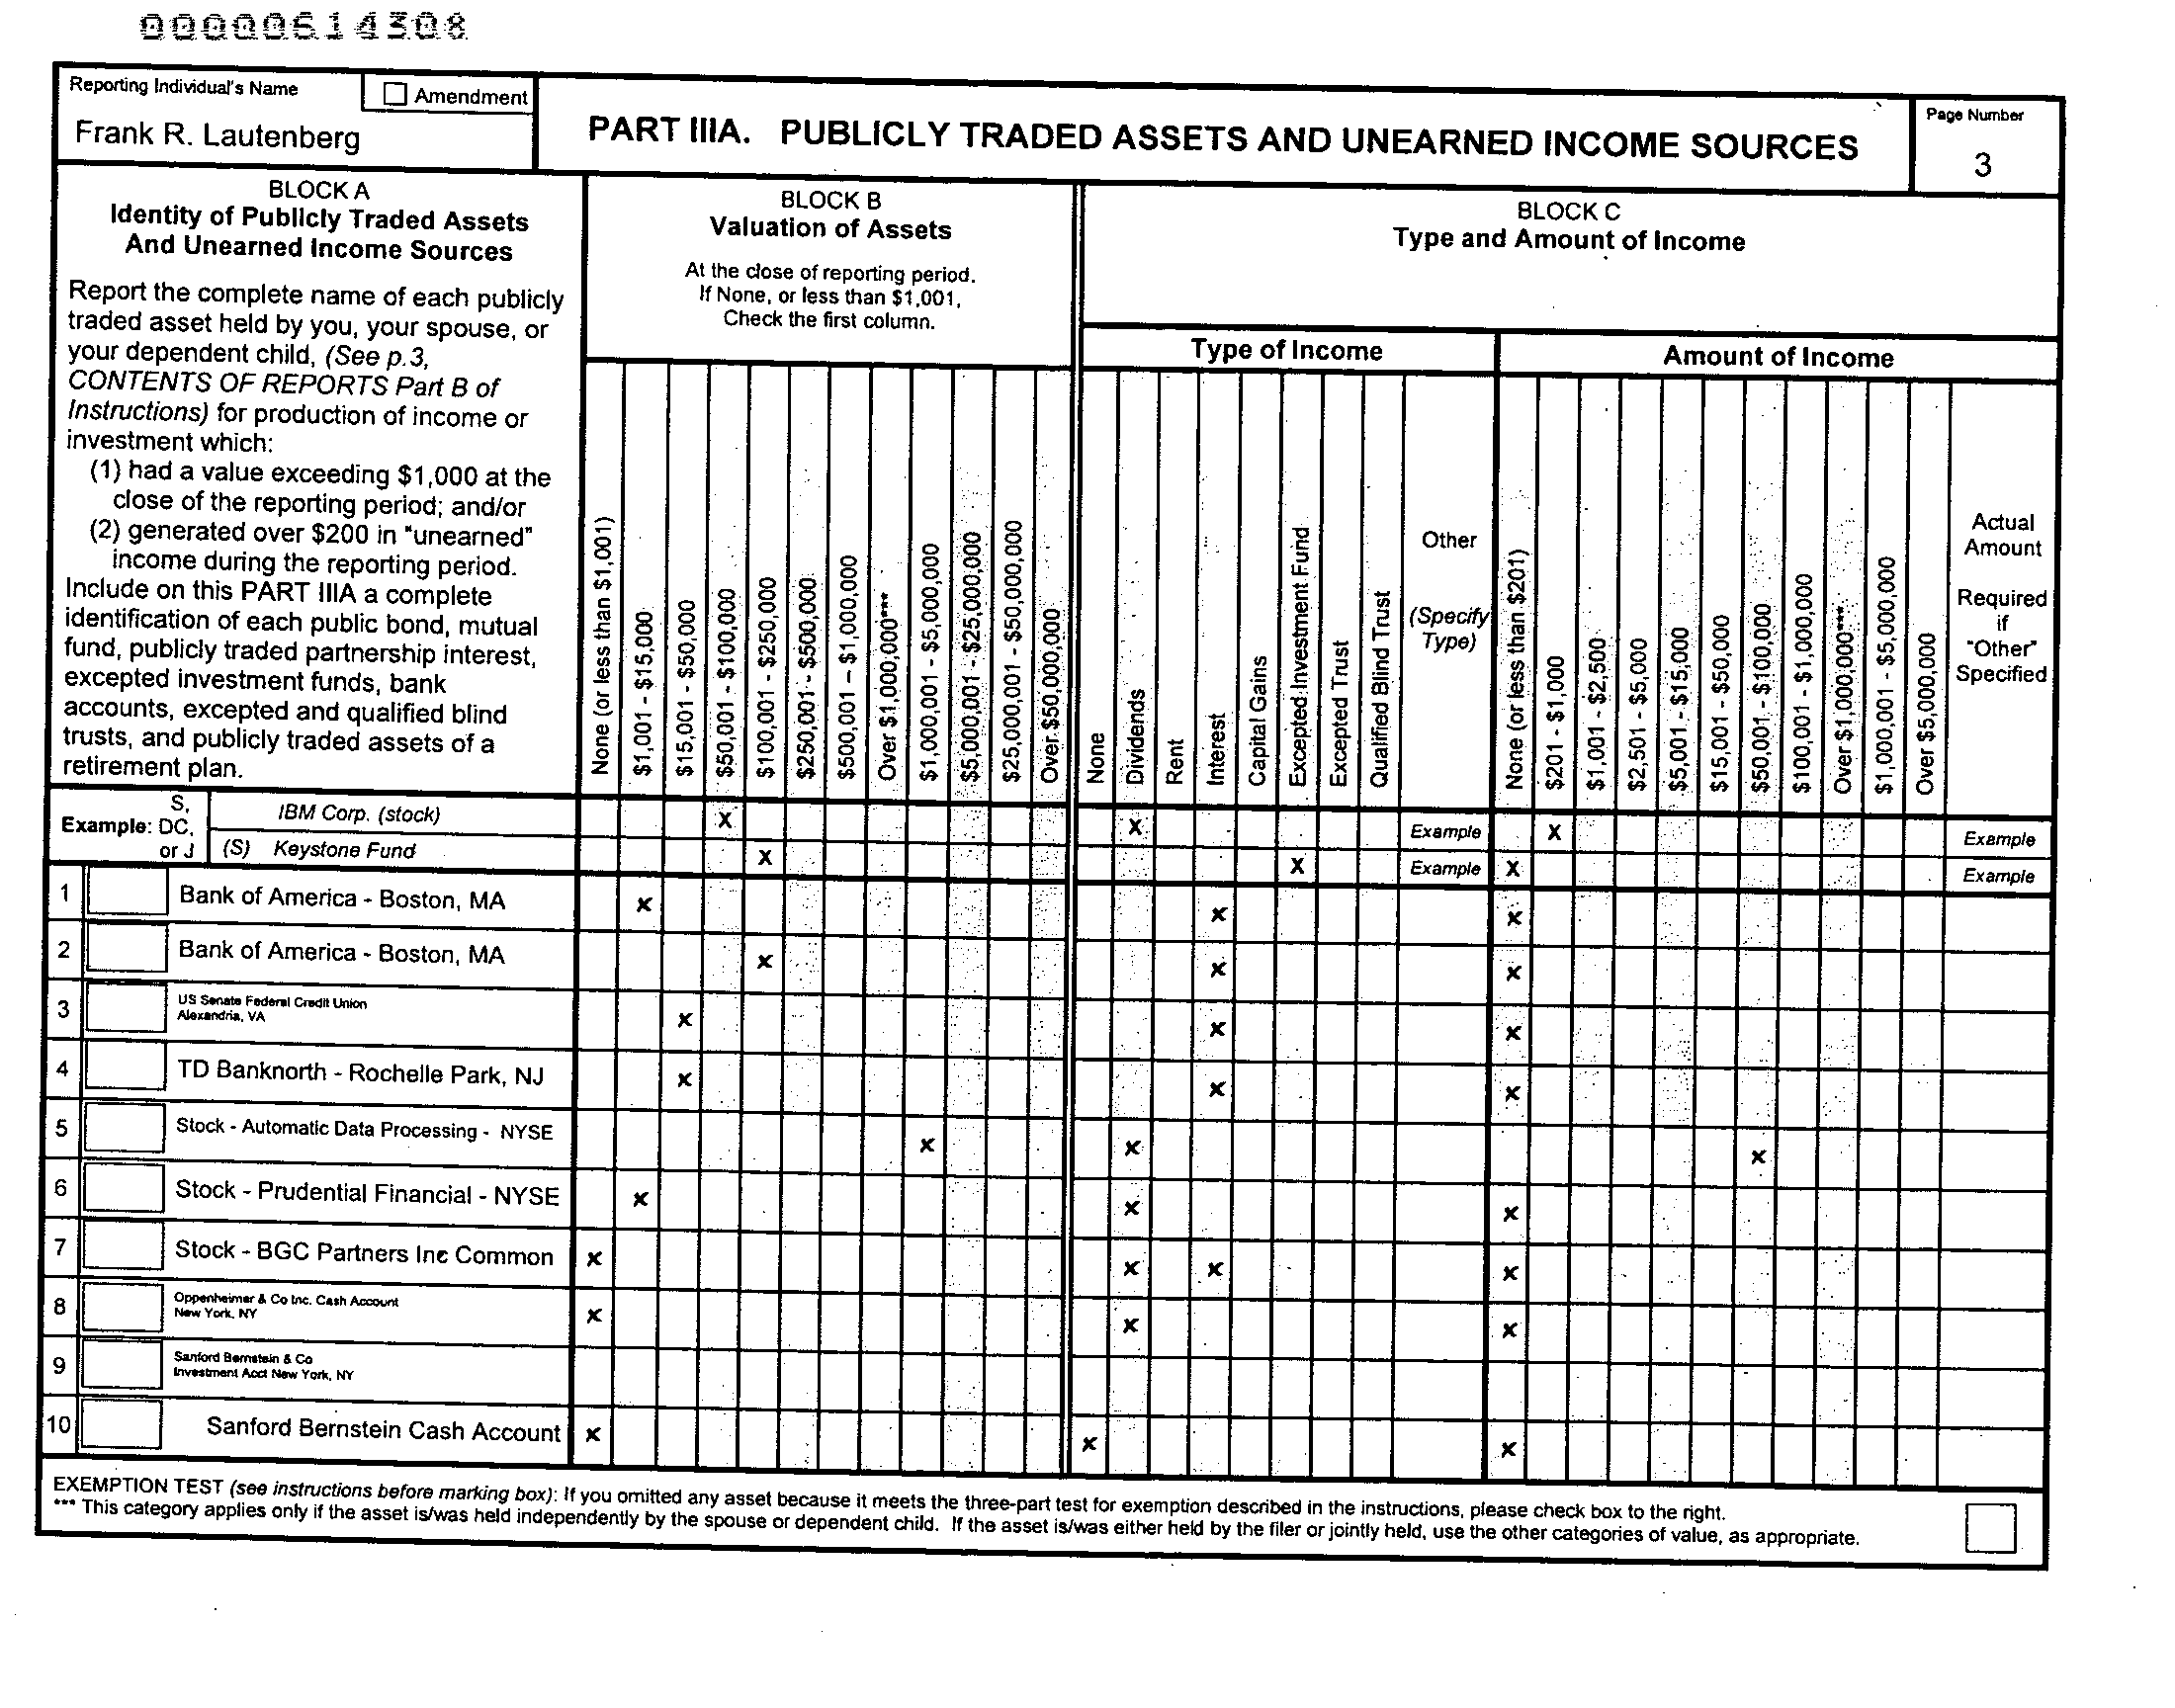 00000514308
Reporting Individual's Name
Amendment
Frank R. Lautenberg
PART IIIA. PUBLICLY TRADED ASSETS AND UNEARNED INCOME SOURCES
Page Number
3
BLOCK A
Identity of Publicly Traded Assets
And Unearned Income Sources
Report the complete name of each publicly
traded asset held by you, your spouse, or
your dependent child, (See p.3,
CONTENTS OF REPORTS Part B of
Instructions) for production of income or
investment which:
(1) had a value exceeding $1,000 at the
close of the reporting period; and/or
(2) generated over $200 in "unearned"
income during the reporting period.
Include on this PART IIIA a complete
identification of each public bond, mutual
fund, publicly traded partnership interest,
excepted investment funds, bank
accounts, excepted and qualified blind
trusts, and publicly traded assets of a
retirement plan.
BLOCK B
Valuation of Assets
At the close of reporting period.
If None, or less than $1,001,
Check the first column.
None (or less than $1,001)
$1,001 - $15,000
$15,001 - $50,000
$50,001 - $100,000
$100,001 - $250,000
$250,001 - $500,000
$500,001 – $1,000,000
Over $1,000,000***
$1,000,001 - $5,000,000
$5,000,001 - $25,000,000
$25,000,001 - $50,000,000
Over $50,000,000
BLOCK C
Type and Amount of Income
Type of Income
None
Dividends
Rent
Interest
Capital Gains
Excepted Investment Fund
Excepted Trust
Qualified Blind Trust
Other
(Specify
Type)
Amount of Income
None (or less than $201)
$201 - $1,000
$1,001 - $2,500
$2,501 - $5,000
$5,001 - $15,000
$15,001 - $50,000
$50,001 - $100,000
$100,001 - $1,000,000
Over $1,000,000***
$1,000,001 - $5,000,000
Over $5,000,000
Actual
Amount
Required
if
"Other"
Specified
Example: S, DC, or J
IBM Corp. (stock) X X Example X Example
(S) Keystone Fund X X Example X Example
1 Bank of America - Boston, MA x x x
2 Bank of America - Boston, MA x x x
3 US Senate Federal Credit Union
Alexandria, VA x x x
4 TD Banknorth - Rochelle Park, NJ x x x
5 Stock - Automatic Data Processing - NYSE x x x
6 Stock - Prudential Financial - NYSE x x x
7 Stock - BGC Partners Inc Common x x x x
8 Oppenheimer & Co Inc. Cash Account
New York, NY x x x
9 Sanford Bernstein & Co
Investment Acct New York, NY
10 Sanford Bernstein Cash Account x x x
EXEMPTION TEST (see instructions before marking box): If you omitted any asset because it meets the three-part test for exemption described in the instructions, please check box to the right.
*** This category applies only if the asset is/was held independently by the spouse or dependent child. If the asset is/was either held by the filer or jointly held, use the other categories of value, as appropriate.